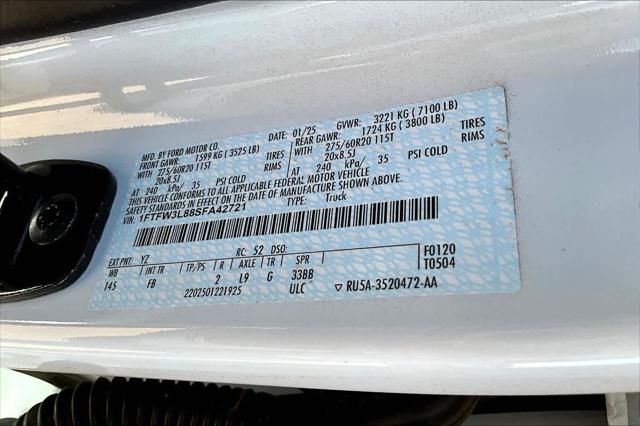 MFD. BY FORD MOTOR CO.
DATE: 01/25 GVWR: 3221 KG (7100 LB)
FRONT GAWR: 1599 KG (3525 LB) REAR GAWR: 1724 KG (3800 LB)
WITH 275/60R20 115T TIRES WITH 275/60R20 115T TIRES
20x8.5J RIMS 20x8.5J RIMS
AT 240 kPa/ 35 PSI COLD AT 240 kPa/ 35 PSI COLD
THIS VEHICLE CONFORMS TO ALL APPLICABLE FEDERAL MOTOR VEHICLE
SAFETY STANDARDS IN EFFECT ON THE DATE OF MANUFACTURE SHOWN ABOVE.
VIN: 1FTFW3L88SFA42721 TYPE: Truck
EXT PNT: YZ RC: 52 DSO: F0120
WB INT TR TP/PS R AXLE TR SPR T0504
145 FB 2 L9 G 33BB
2202501221925 ULC ▽ RU5A-3520472-AA